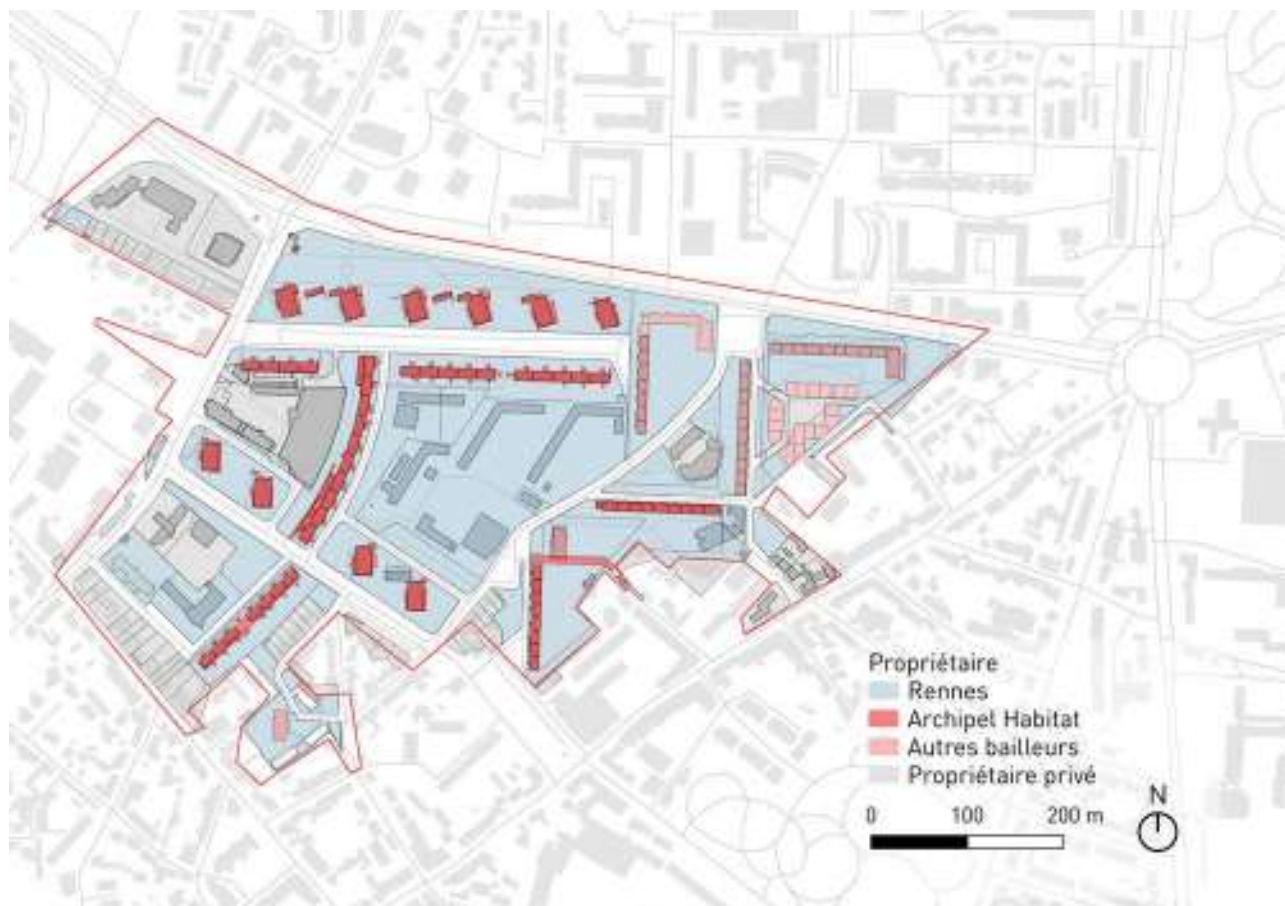 Propriétaire
Rennes
Archipel Habitat
Autres bailleurs
Propriétaire privé
0 100 200 m
N